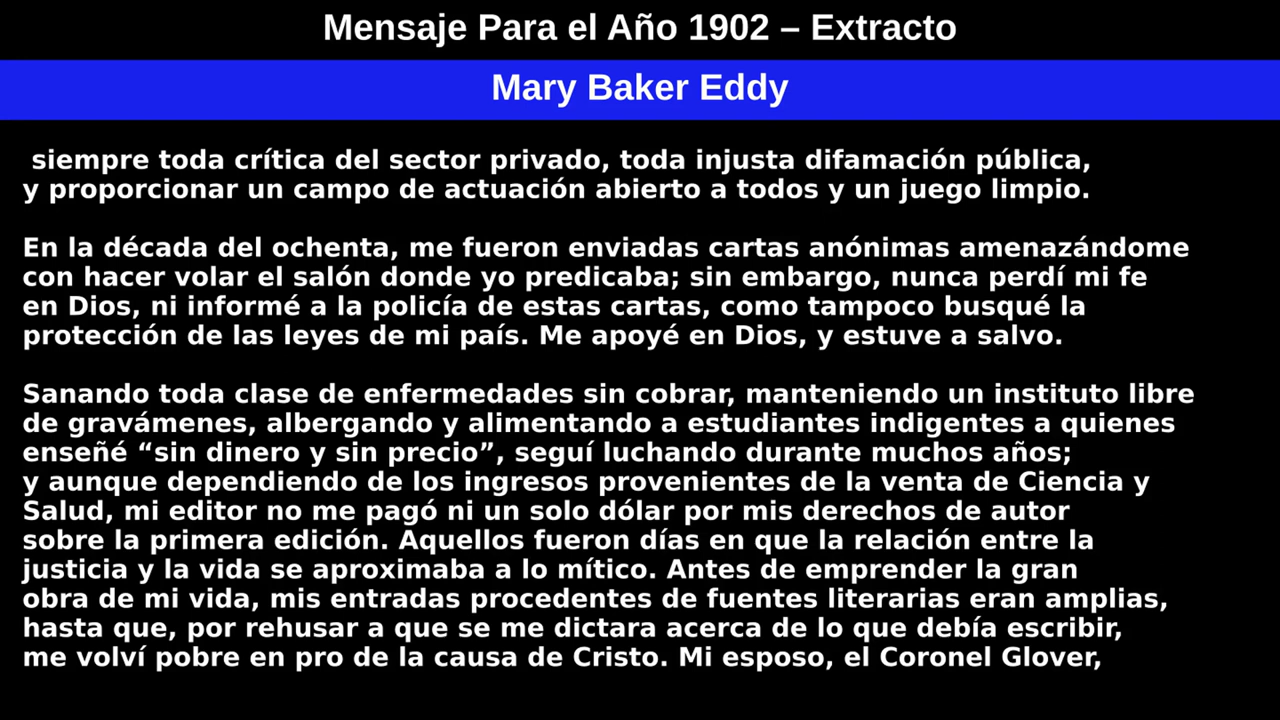 Mensaje Para el Año 1902 – Extracto
Mary Baker Eddy
siempre toda crítica del sector privado, toda injusta difamación pública,
y proporcionar un campo de actuación abierto a todos y un juego limpio.
En la década del ochenta, me fueron enviadas cartas anónimas amenazándome
con hacer volar el salón donde yo predicaba; sin embargo, nunca perdí mi fe
en Dios, ni informé a la policía de estas cartas, como tampoco busqué la
protección de las leyes de mi país. Me apoyé en Dios, y estuve a salvo.
Sanando toda clase de enfermedades sin cobrar, manteniendo un instituto libre
de gravámenes, albergando y alimentando a estudiantes indigentes a quienes
enseñé “sin dinero y sin precio”, seguí luchando durante muchos años;
y aunque dependiendo de los ingresos provenientes de la venta de Ciencia y
Salud, mi editor no me pagó ni un solo dólar por mis derechos de autor
sobre la primera edición. Aquellos fueron días en que la relación entre la
justicia y la vida se aproximaba a lo mítico. Antes de emprender la gran
obra de mi vida, mis entradas procedentes de fuentes literarias eran amplias,
hasta que, por rehusar a que se me dictara acerca de lo que debía escribir,
me volví pobre en pro de la causa de Cristo. Mi esposo, el Coronel Glover,